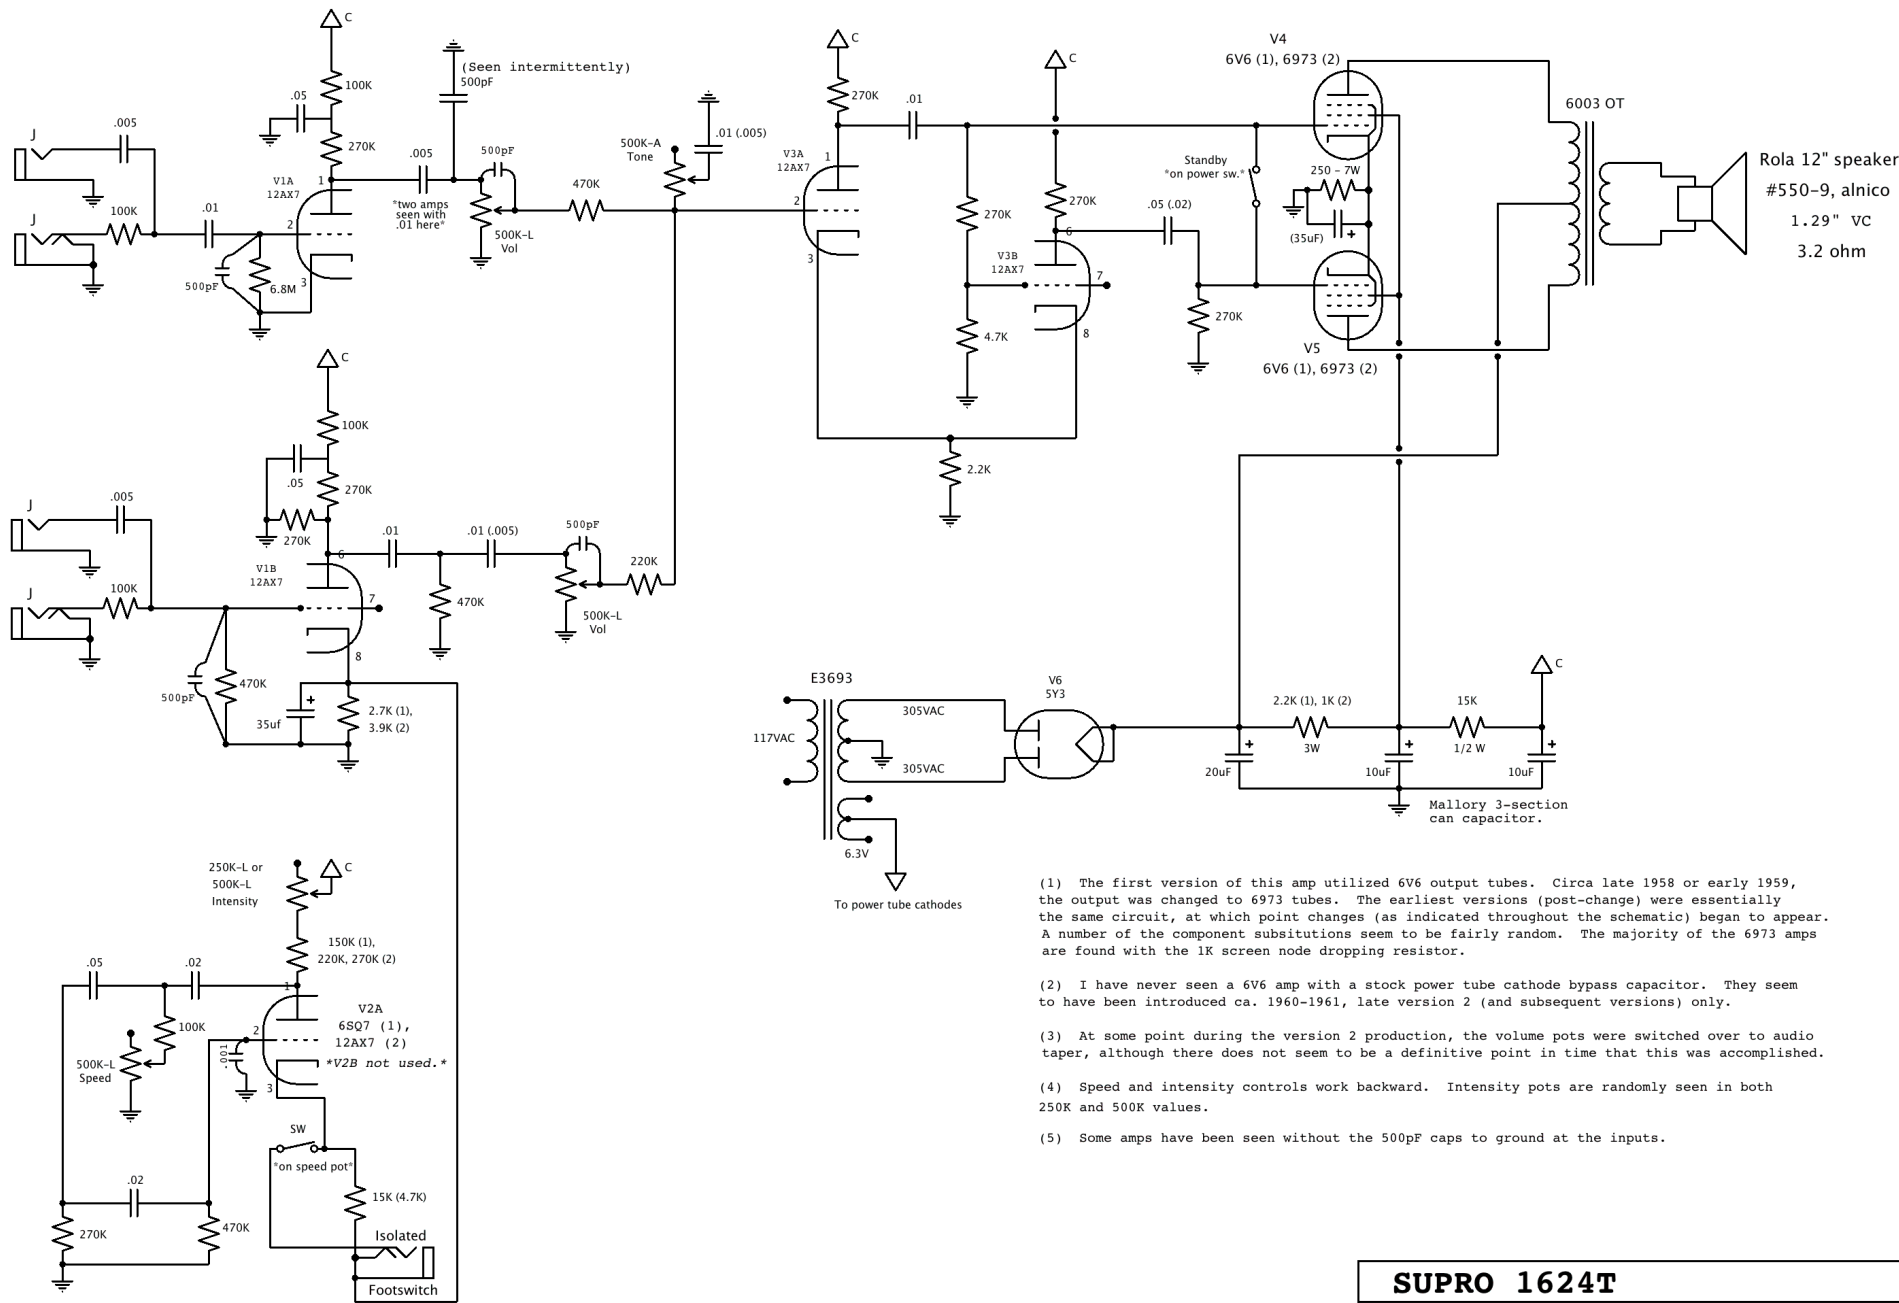 C
100K
.05
270K
V1A
12AX7
1
2
3
J
.005
J
100K
.01
500pF
6.8M
(Seen intermittently)
500pF
.005
*two amps
seen with
.01 here*
500pF
500K-L
Vol
470K
500K-A
Tone
.01 (.005)
C
270K
.01
V3A
12AX7
1
2
3
C
270K
270K
4.7K
6
V3B
12AX7
7
8
2.2K
.05 (.02)
270K
Standby
*on power sw.*
V4
6V6 (1), 6973 (2)
250 - 7W
(35uF)
+
V5
6V6 (1), 6973 (2)
6003 OT
Rola 12" speaker
#550-9, alnico
1.29" VC
3.2 ohm
C
100K
.05
270K
270K
6
V1B
12AX7
7
8
J
.005
J
100K
500pF
470K
35uf
+
2.7K (1),
3.9K (2)
.01
470K
.01 (.005)
500pF
500K-L
Vol
220K
E3693
117VAC
305VAC
305VAC
6.3V
To power tube cathodes
V6
5Y3
2.2K (1), 1K (2)
3W
15K
1/2 W
C
+
20uF
+
10uF
+
10uF
Mallory 3-section
can capacitor.
250K-L or
500K-L
Intensity
C
150K (1),
220K, 270K (2)
.05
.02
1
100K
500K-L
Speed
2
.001
3
V2A
6SQ7 (1),
12AX7 (2)
*V2B not used.*
SW
*on speed pot*
15K (4.7K)
.02
270K
470K
Isolated
Footswitch
(1) The first version of this amp utilized 6V6 output tubes. Circa late 1958 or early 1959,
the output was changed to 6973 tubes. The earliest versions (post-change) were essentially
the same circuit, at which point changes (as indicated throughout the schematic) began to appear.
A number of the component subsitutions seem to be fairly random. The majority of the 6973 amps
are found with the 1K screen node dropping resistor.
(2) I have never seen a 6V6 amp with a stock power tube cathode bypass capacitor. They seem
to have been introduced ca. 1960-1961, late version 2 (and subsequent versions) only.
(3) At some point during the version 2 production, the volume pots were switched over to audio
taper, although there does not seem to be a definitive point in time that this was accomplished.
(4) Speed and intensity controls work backward. Intensity pots are randomly seen in both
250K and 500K values.
(5) Some amps have been seen without the 500pF caps to ground at the inputs.
SUPRO 1624T